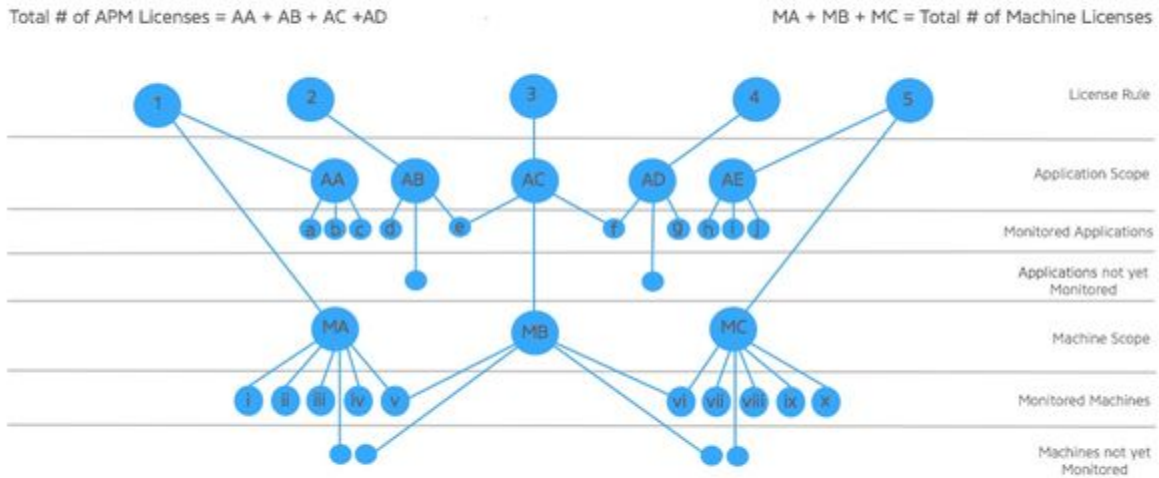 Total # of APM Licenses = AA + AB + AC +AD
MA + MB + MC = Total # of Machine Licenses
1 2 3 4 5
License Rule
AA AB AC AD AE
Application Scope
a b c d e f g h i j
Monitored Applications
Applications not yet
Monitored
MA MB MC
Machine Scope
i ii iii iv v vi vii viii ix x
Monitored Machines
Machines not yet
Monitored